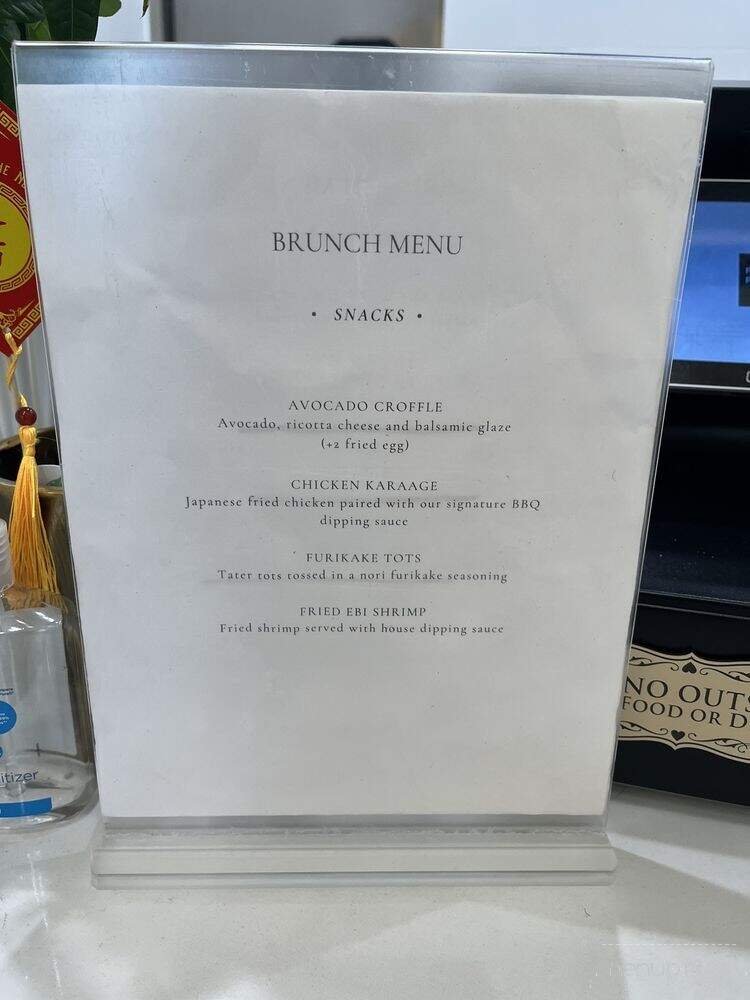 BRUNCH MENU
• SNACKS •
AVOCADO CROFFLE
Avocado, ricotta cheese and balsamic glaze
(+2 fried egg)
CHICKEN KARAAGE
Japanese fried chicken paired with our signature BBQ
dipping sauce
FURIKAKE TOTS
Tater tots tossed in a nori furikake seasoning
FRIED EBI SHRIMP
Fried shrimp served with house dipping sauce
NO OUTS
FOOD OR D
itizer